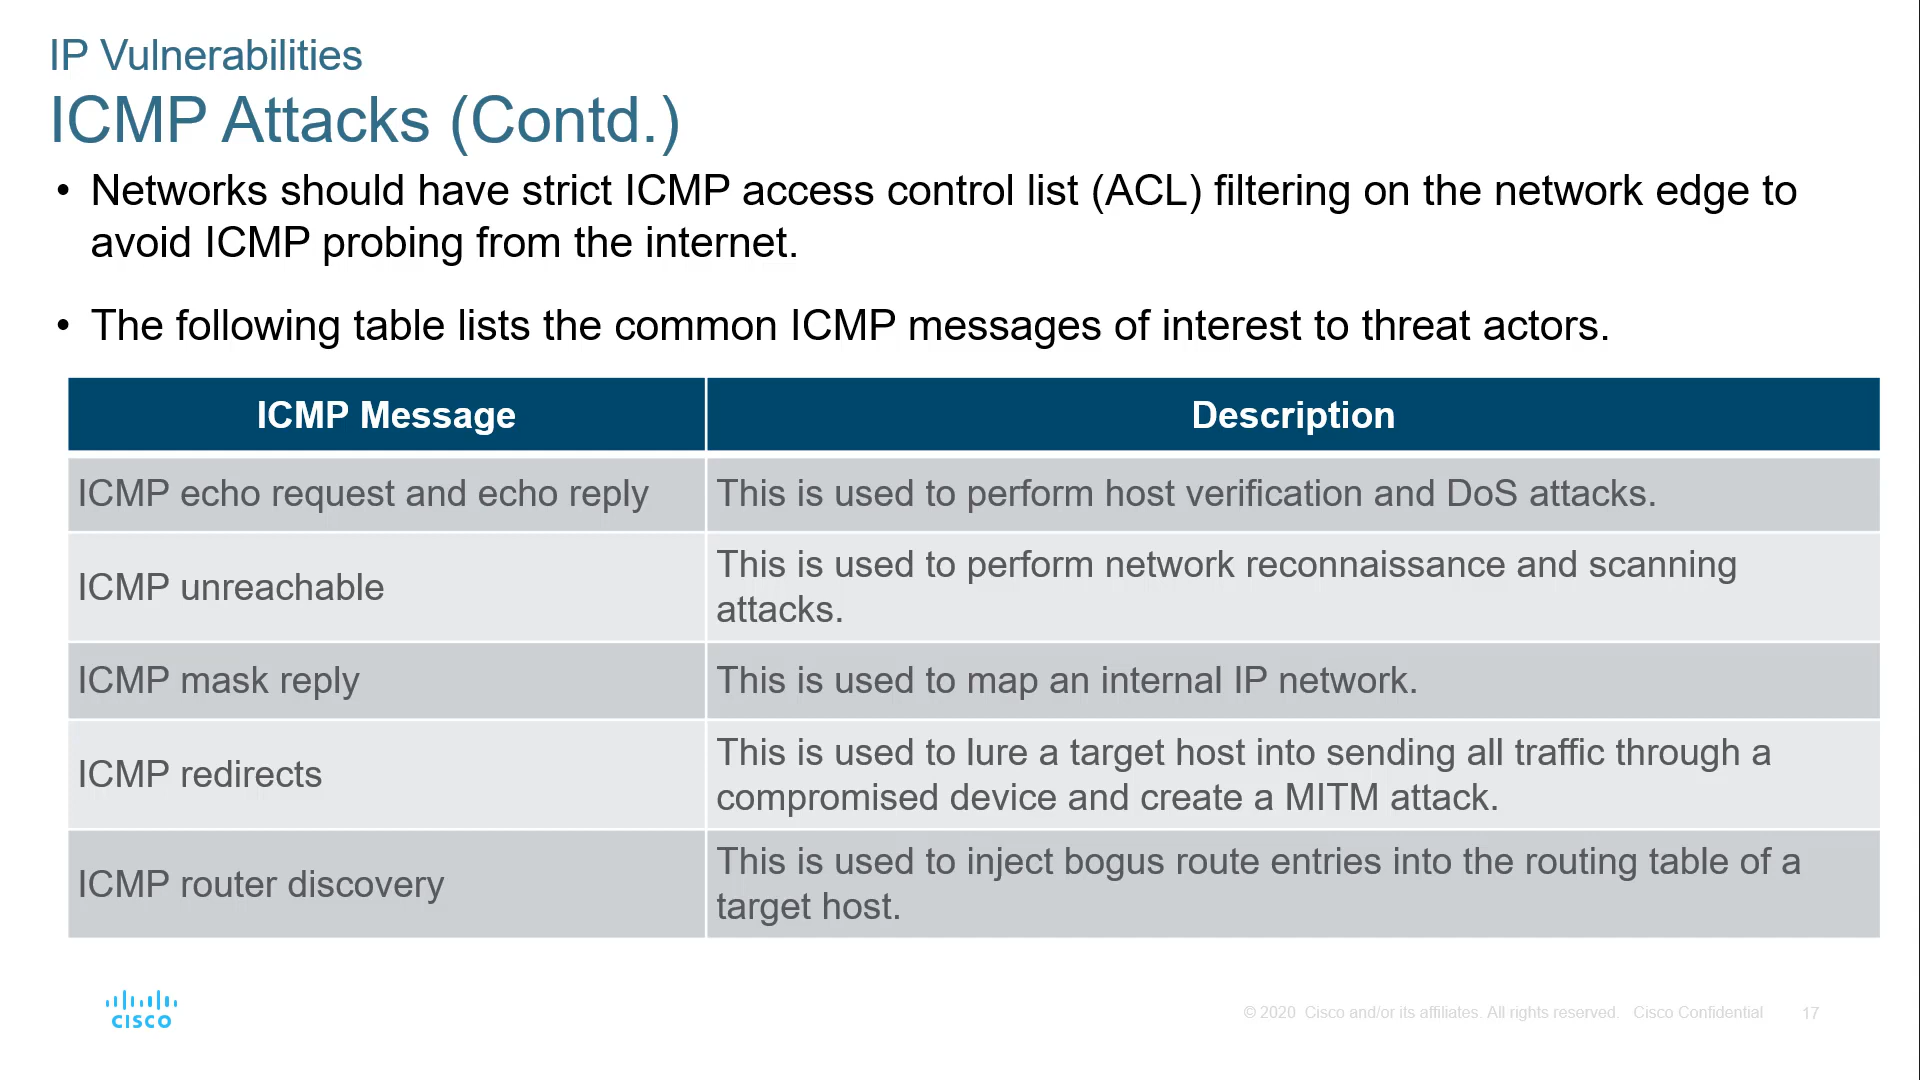 IP Vulnerabilities
ICMP Attacks (Contd.)
• Networks should have strict ICMP access control list (ACL) filtering on the network edge to
avoid ICMP probing from the internet.
• The following table lists the common ICMP messages of interest to threat actors.
ICMP Message Description
ICMP echo request and echo reply This is used to perform host verification and DoS attacks.
ICMP unreachable
This is used to perform network reconnaissance and scanning
attacks.
ICMP mask reply This is used to map an internal IP network.
ICMP redirects
This is used to lure a target host into sending all traffic through a
compromised device and create a MITM attack.
ICMP router discovery
This is used to inject bogus route entries into the routing table of a
target host.
CISCO
© 2020 Cisco and/or its affiliates. All rights reserved. Cisco Confidential 17